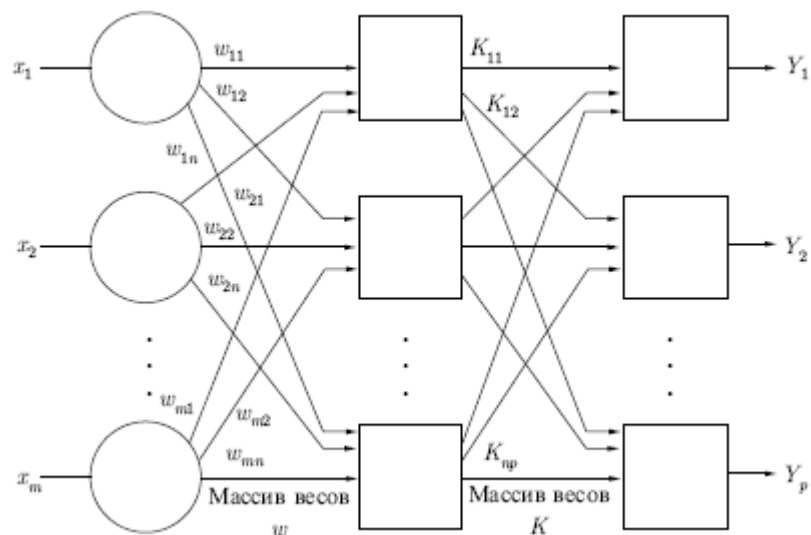 x₁ w₁₁ K₁₁ Y₁
w₁₂ K₁₂
w₁ₙ
w₂₁
x₂ w₂₂ Y₂
w₂ₙ
wₘ₁ wₘ₂
wₘₙ Kₙₚ
xₘ Yₚ
Массив весов Массив весов
w K